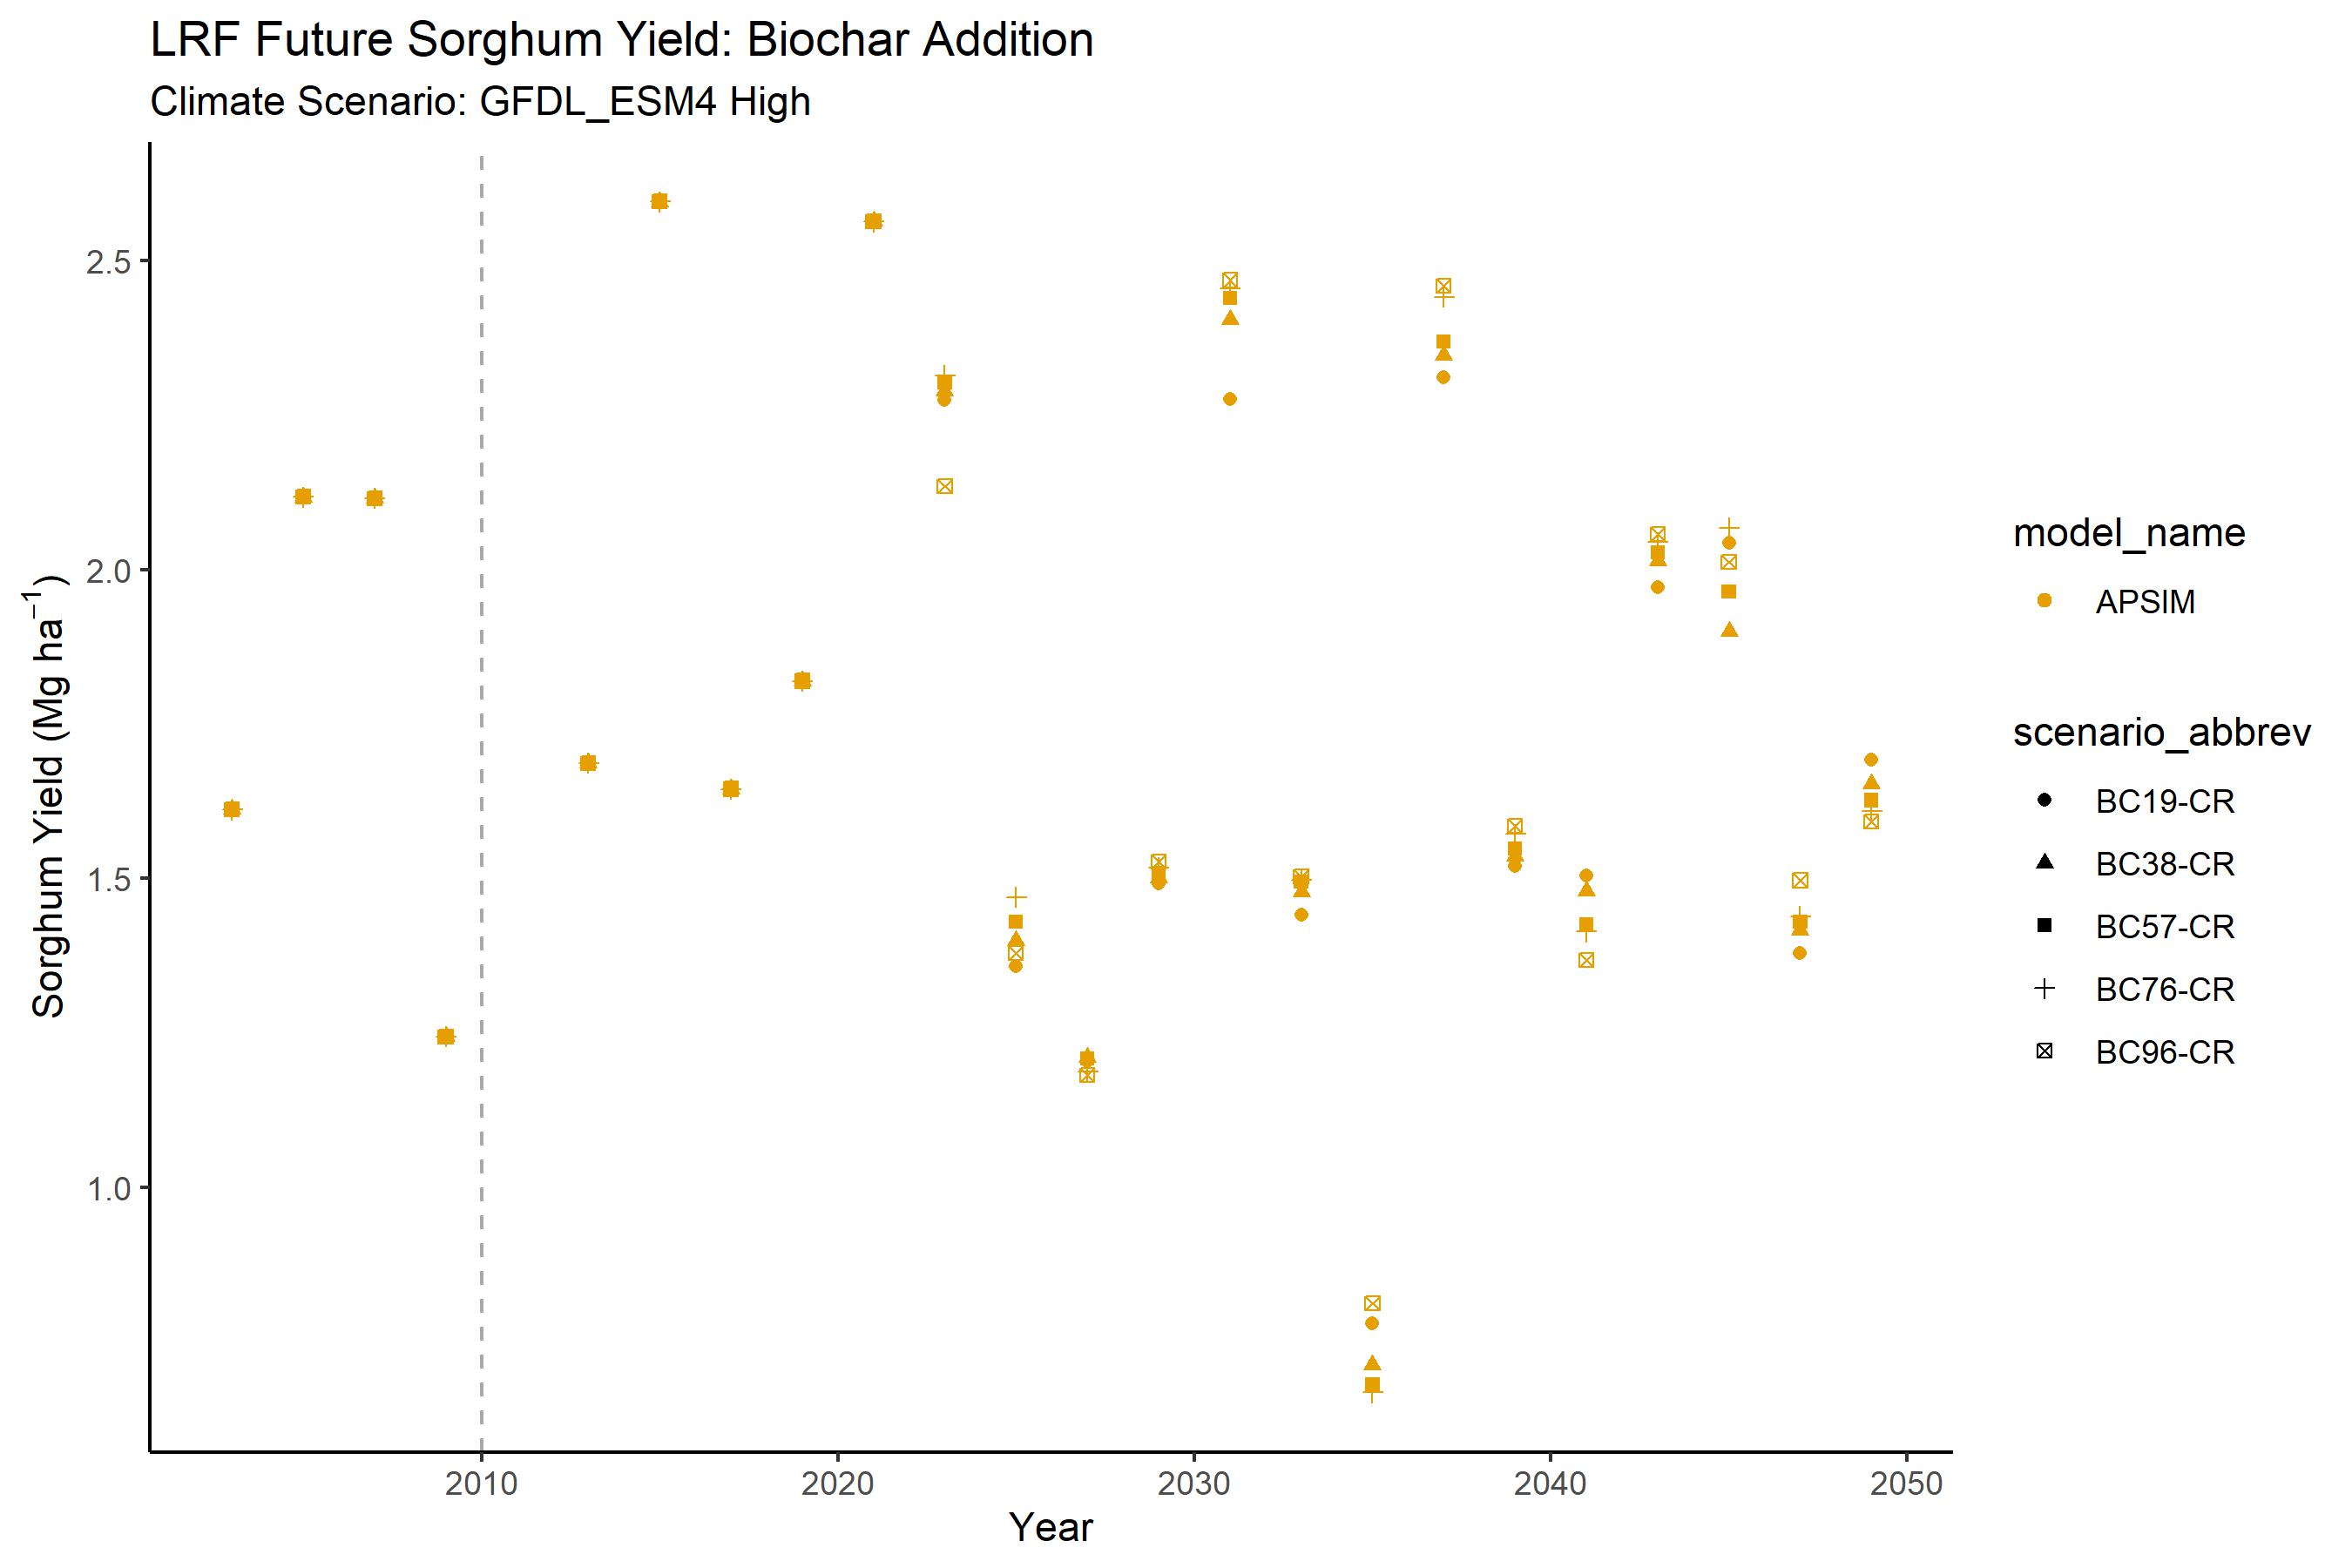 LRF Future Sorghum Yield: Biochar Addition
Climate Scenario: GFDL_ESM4 High
Sorghum Yield (Mg ha⁻¹)
2.5
2.0
1.5
1.0
2010
2020
2030
2040
2050
Year
model_name
APSIM
scenario_abbrev
BC19-CR
BC38-CR
BC57-CR
BC76-CR
BC96-CR